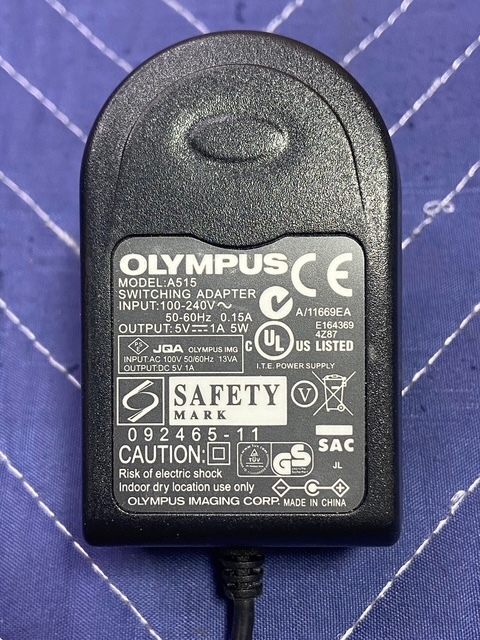 OLYMPUS CE
MODEL:A515
SWITCHING ADAPTER
INPUT:100-240V~
50-60Hz 0.15A
OUTPUT:5V⎓1A 5W
A/11669EA
E164369
4Z87
C UL US LISTED
I.T.E. POWER SUPPLY
PS E JQA OLYMPUS IMG
INPUT:AC 100V 50/60Hz 13VA
OUTPUT:DC 5V 1A
SAFETY
MARK
V
092465-11
SAC
CAUTION:
TÜV
GS
JL
Risk of electric shock
Indoor dry location use only
OLYMPUS IMAGING CORP. MADE IN CHINA